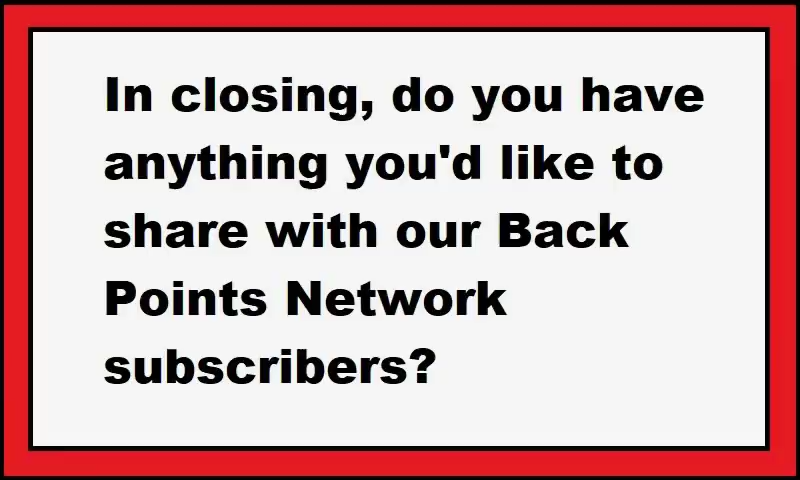 In closing, do you have
anything you'd like to
share with our Back
Points Network
subscribers?